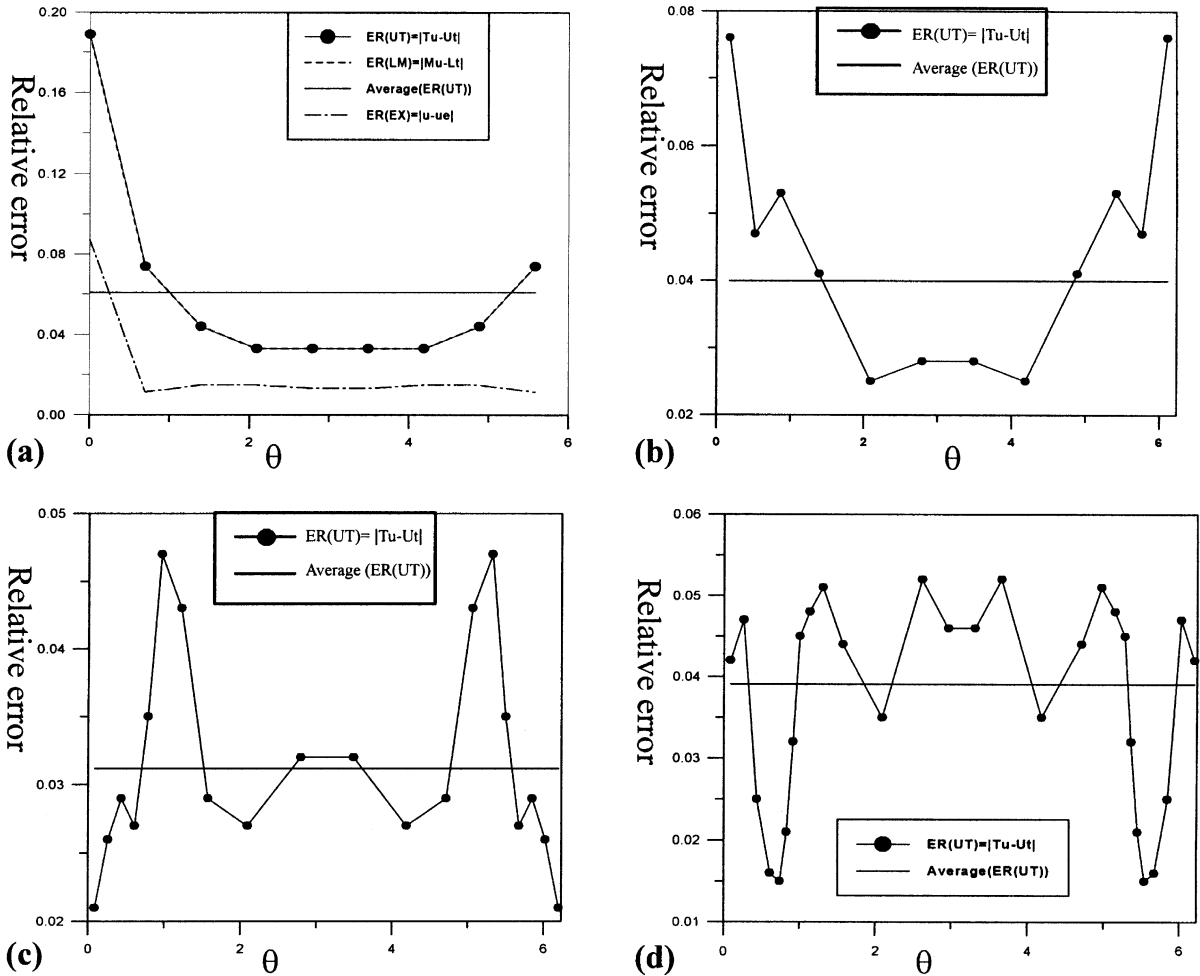 0.20
0.16
0.12
0.08
0.04
0.00
Relative error
ER(UT)=|Tu-Ut|
ER(LM)=|Mu-Lt|
Average(ER(UT))
ER(EX)=|u-ue|
0 2 4 6
(a)
θ
0.08
0.06
0.04
0.02
Relative error
ER(UT)= |Tu-Ut|
Average (ER(UT))
0 2 4 6
(b)
θ
0.05
0.04
0.03
0.02
Relative error
ER(UT)= |Tu-Ut|
Average (ER(UT))
0 2 4 6
(c)
θ
0.06
0.05
0.04
0.03
0.02
0.01
Relative error
ER(UT)=|Tu-Ut|
Average(ER(UT))
0 2 4 6
(d)
θ